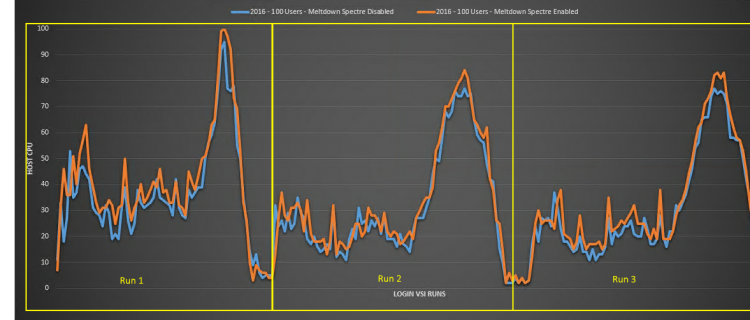 2016 - 100 Users - Meltdown Spectre Disabled
2016 - 100 Users - Meltdown Spectre Enabled
100
90
80
70
60
50
40
30
20
10
0
HOST CPU
Run 1
Run 2
Run 3
LOGIN VSI RUNS